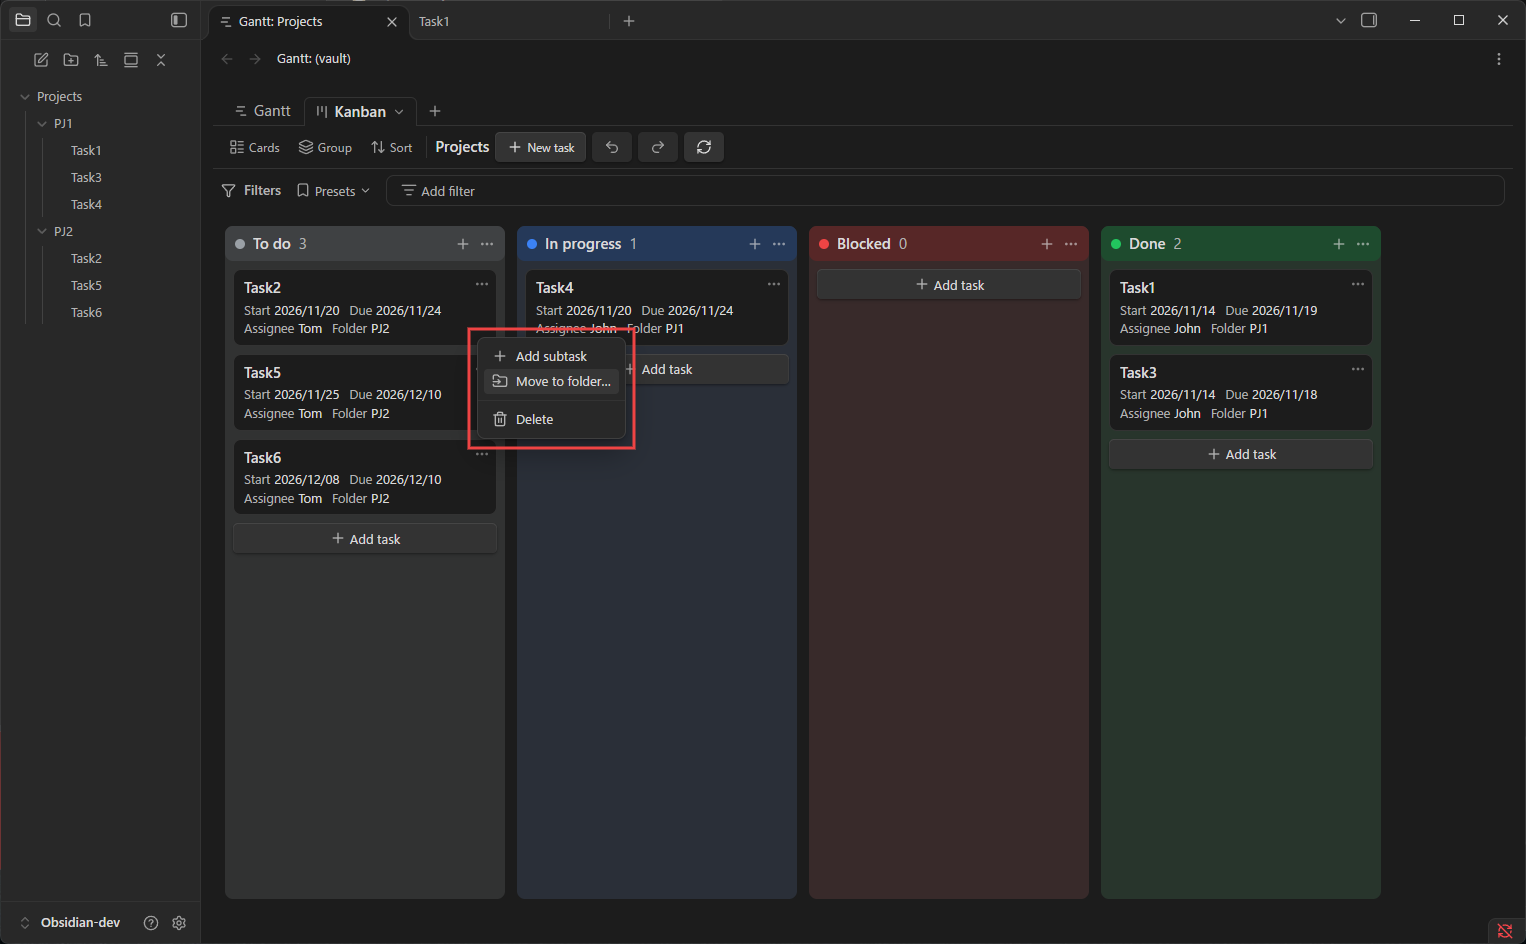 Gantt: Projects
Task1
Gantt: (vault)
Projects
PJ1
Task1
Task3
Task4
PJ2
Task2
Task5
Task6
Obsidian-dev
Gantt
Kanban
Cards
Group
Sort
Projects
New task
Filters
Presets
Add filter
To do 3
Task2
Start 2026/11/20 Due 2026/11/24
Assignee Tom Folder PJ2
Task5
Start 2026/11/25 Due 2026/12/10
Assignee Tom Folder PJ2
Task6
Start 2026/12/08 Due 2026/12/10
Assignee Tom Folder PJ2
Add task
In progress 1
Task4
Start 2026/11/20 Due 2026/11/24
Assignee John Folder PJ1
Add task
Add subtask
Move to folder...
Delete
Blocked 0
Add task
Done 2
Task1
Start 2026/11/14 Due 2026/11/19
Assignee John Folder PJ1
Task3
Start 2026/11/14 Due 2026/11/18
Assignee John Folder PJ1
Add task